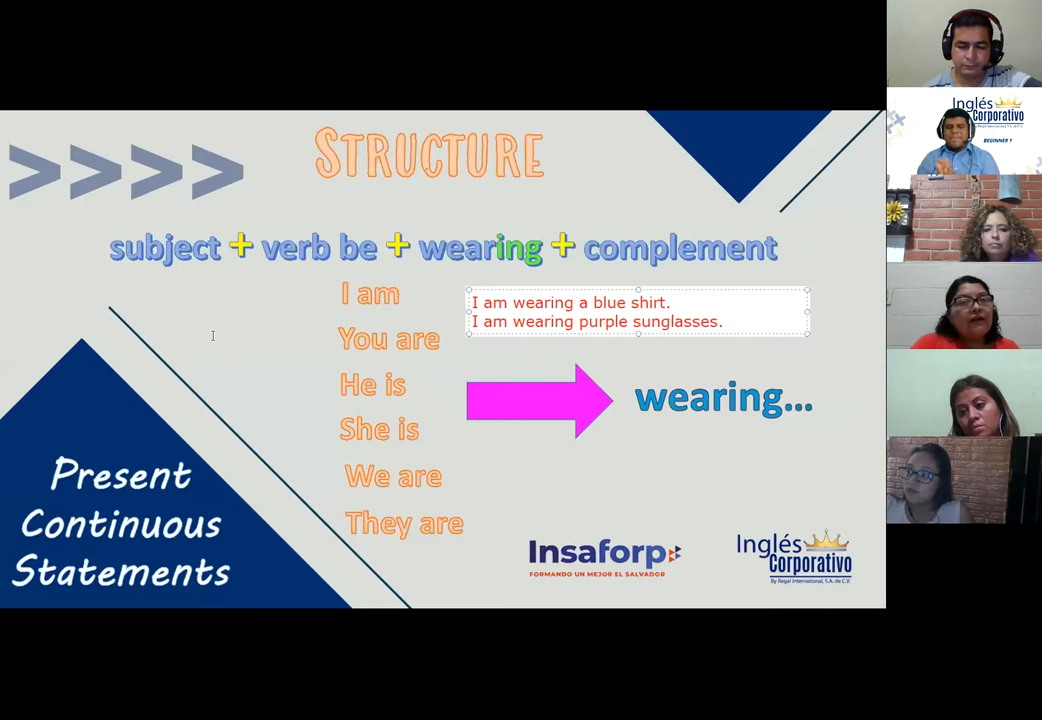 STRUCTURE
>>>>
subject + verb be + wearing + complement
I am
I am wearing a blue shirt.
I am wearing purple sunglasses.
You are
He is
wearing...
She is
We are
They are
Present
Continuous
Statements
Insaforp
FORMANDO UN MEJOR EL SALVADOR
Inglés
Corporativo
By Regal International, S.A. de C.V.
Inglés
Corporativo
BEGINNER 1